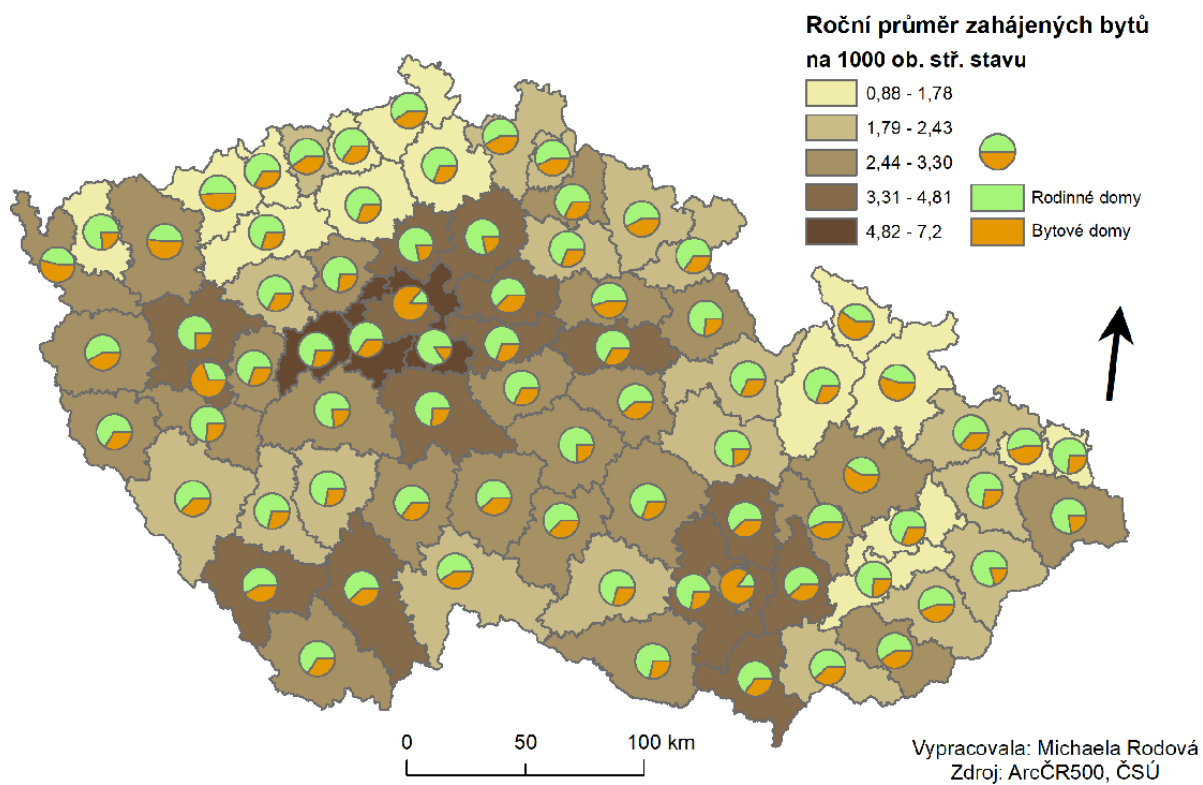 Roční průměr zahájených bytů
na 1000 ob. stř. stavu
0,88 - 1,78
1,79 - 2,43
2,44 - 3,30
3,31 - 4,81
4,82 - 7,2
Rodinné domy
Bytové domy
0 50 100 km
Vypracovala: Michaela Rodová
Zdroj: ArcČR500, ČSÚ